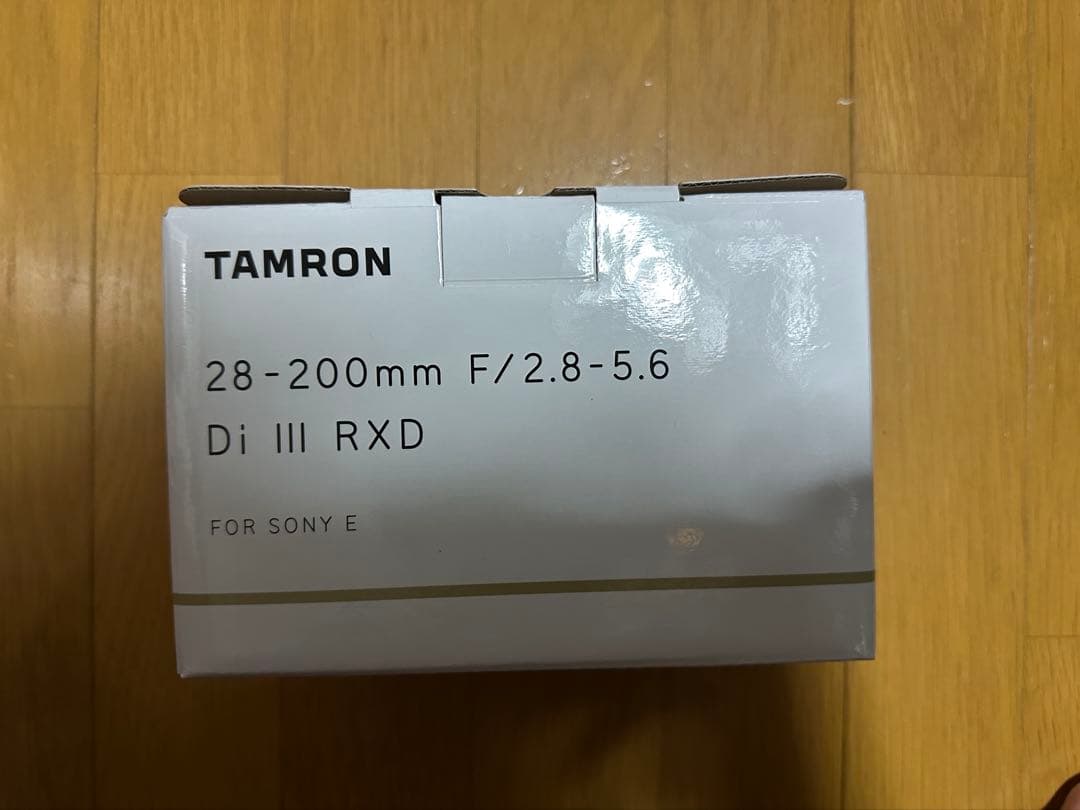 TAMRON
28-200mm F/2.8-5.6
Di III RXD
FOR SONY E